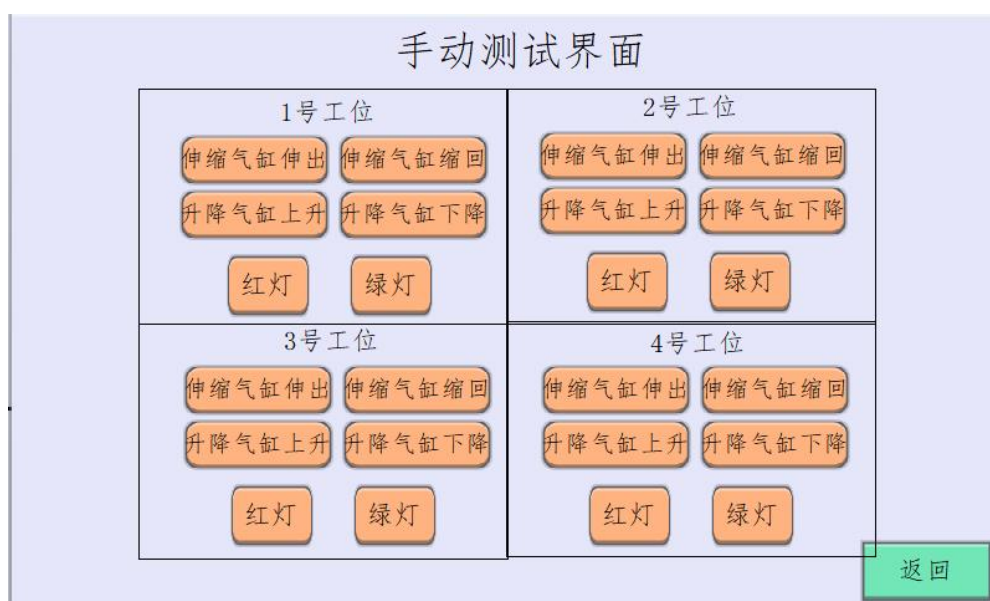 手动测试界面
1号工位
伸缩气缸伸出 伸缩气缸缩回
升降气缸上升 升降气缸下降
红灯 绿灯
2号工位
伸缩气缸伸出 伸缩气缸缩回
升降气缸上升 升降气缸下降
红灯 绿灯
3号工位
伸缩气缸伸出 伸缩气缸缩回
升降气缸上升 升降气缸下降
红灯 绿灯
4号工位
伸缩气缸伸出 伸缩气缸缩回
升降气缸上升 升降气缸下降
红灯 绿灯
返回